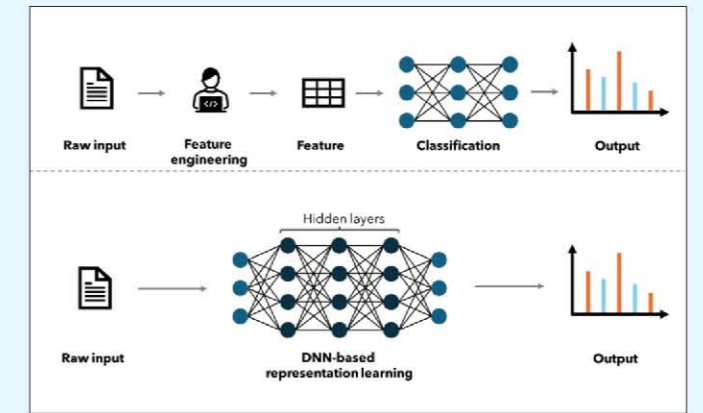 Raw input
Feature
engineering
Feature
Classification
Output
Hidden layers
Raw input
DNN-based
representation learning
Output